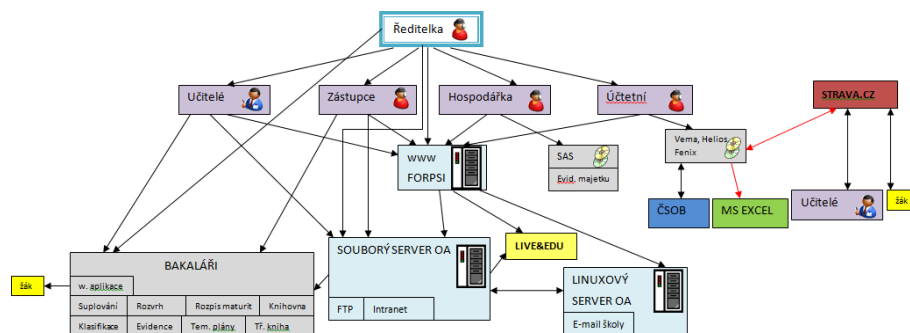 Ředitelka
Učitelé
Zástupce
Hospodářka
Účtetní
STRAVA.CZ
WWW
FORPSI
SAS
Evid. majetku
Vema, Helios,
Fenix
ČSOB
MS EXCEL
Učitelé
žák
SOUBORÝ SERVER OA
FTP
Intranet
LIVE&EDU
LINUXOVÝ
SERVER OA
E-mail školy
žák
BAKALÁŘI
w. aplikace
Suplování
Rozvrh
Rozpis maturit
Knihovna
Klasifikace
Evidence
Tem. plány
Tř. kniha